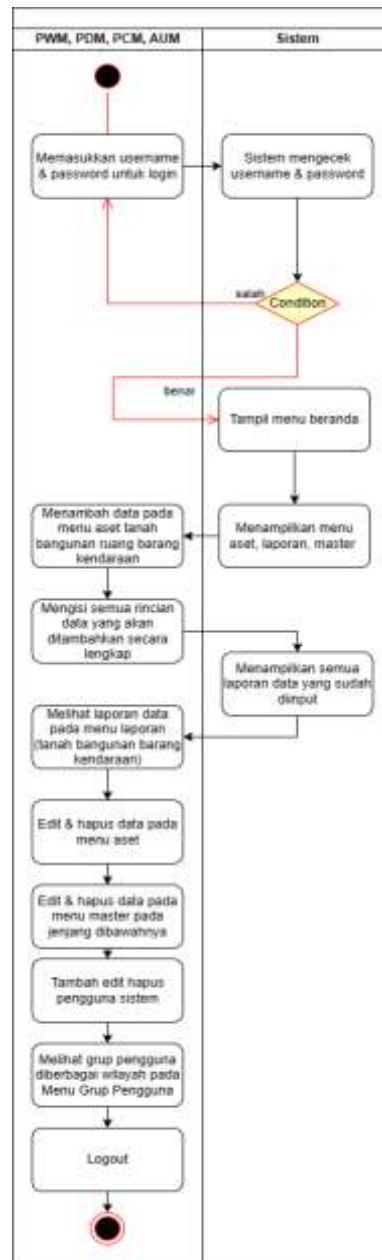 PWM, PDM, PCM, AUM
Sistem
Memasukkan username
& password untuk login
Sistem mengecek
username & password
salah
Condition
benar
Tampil menu beranda
Menambah data pada
menu aset tanah
bangunan ruang barang
kendaraan
Menampilkan menu
aset, laporan, master
Mengisi semua rincian
data yang akan
ditambahkan secara
lengkap
Menampilkan semua
laporan data yang sudah
diinput
Melihat laporan data
pada menu laporan
(tanah bangunan barang
kendaraan)
Edit & hapus data pada
menu aset
Edit & hapus data pada
menu master pada
jenjang dibawahnya
Tambah edit hapus
pengguna sistem
Melihat grup pengguna
diberbagai wilayah pada
Menu Grup Pengguna
Logout